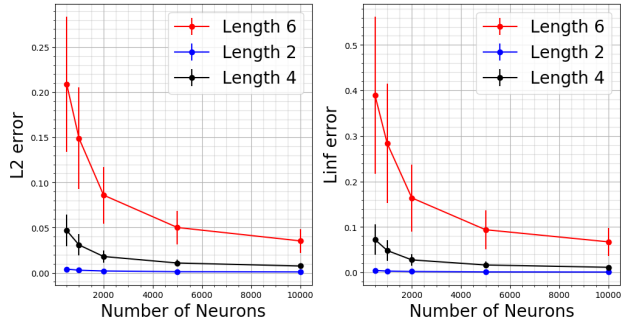 L2 error
0.25
0.20
0.15
0.10
0.05
0.00
2000 4000 6000 8000 10000
Number of Neurons
Length 6
Length 2
Length 4
Linf error
0.5
0.4
0.3
0.2
0.1
0.0
2000 4000 6000 8000 10000
Number of Neurons
Length 6
Length 2
Length 4